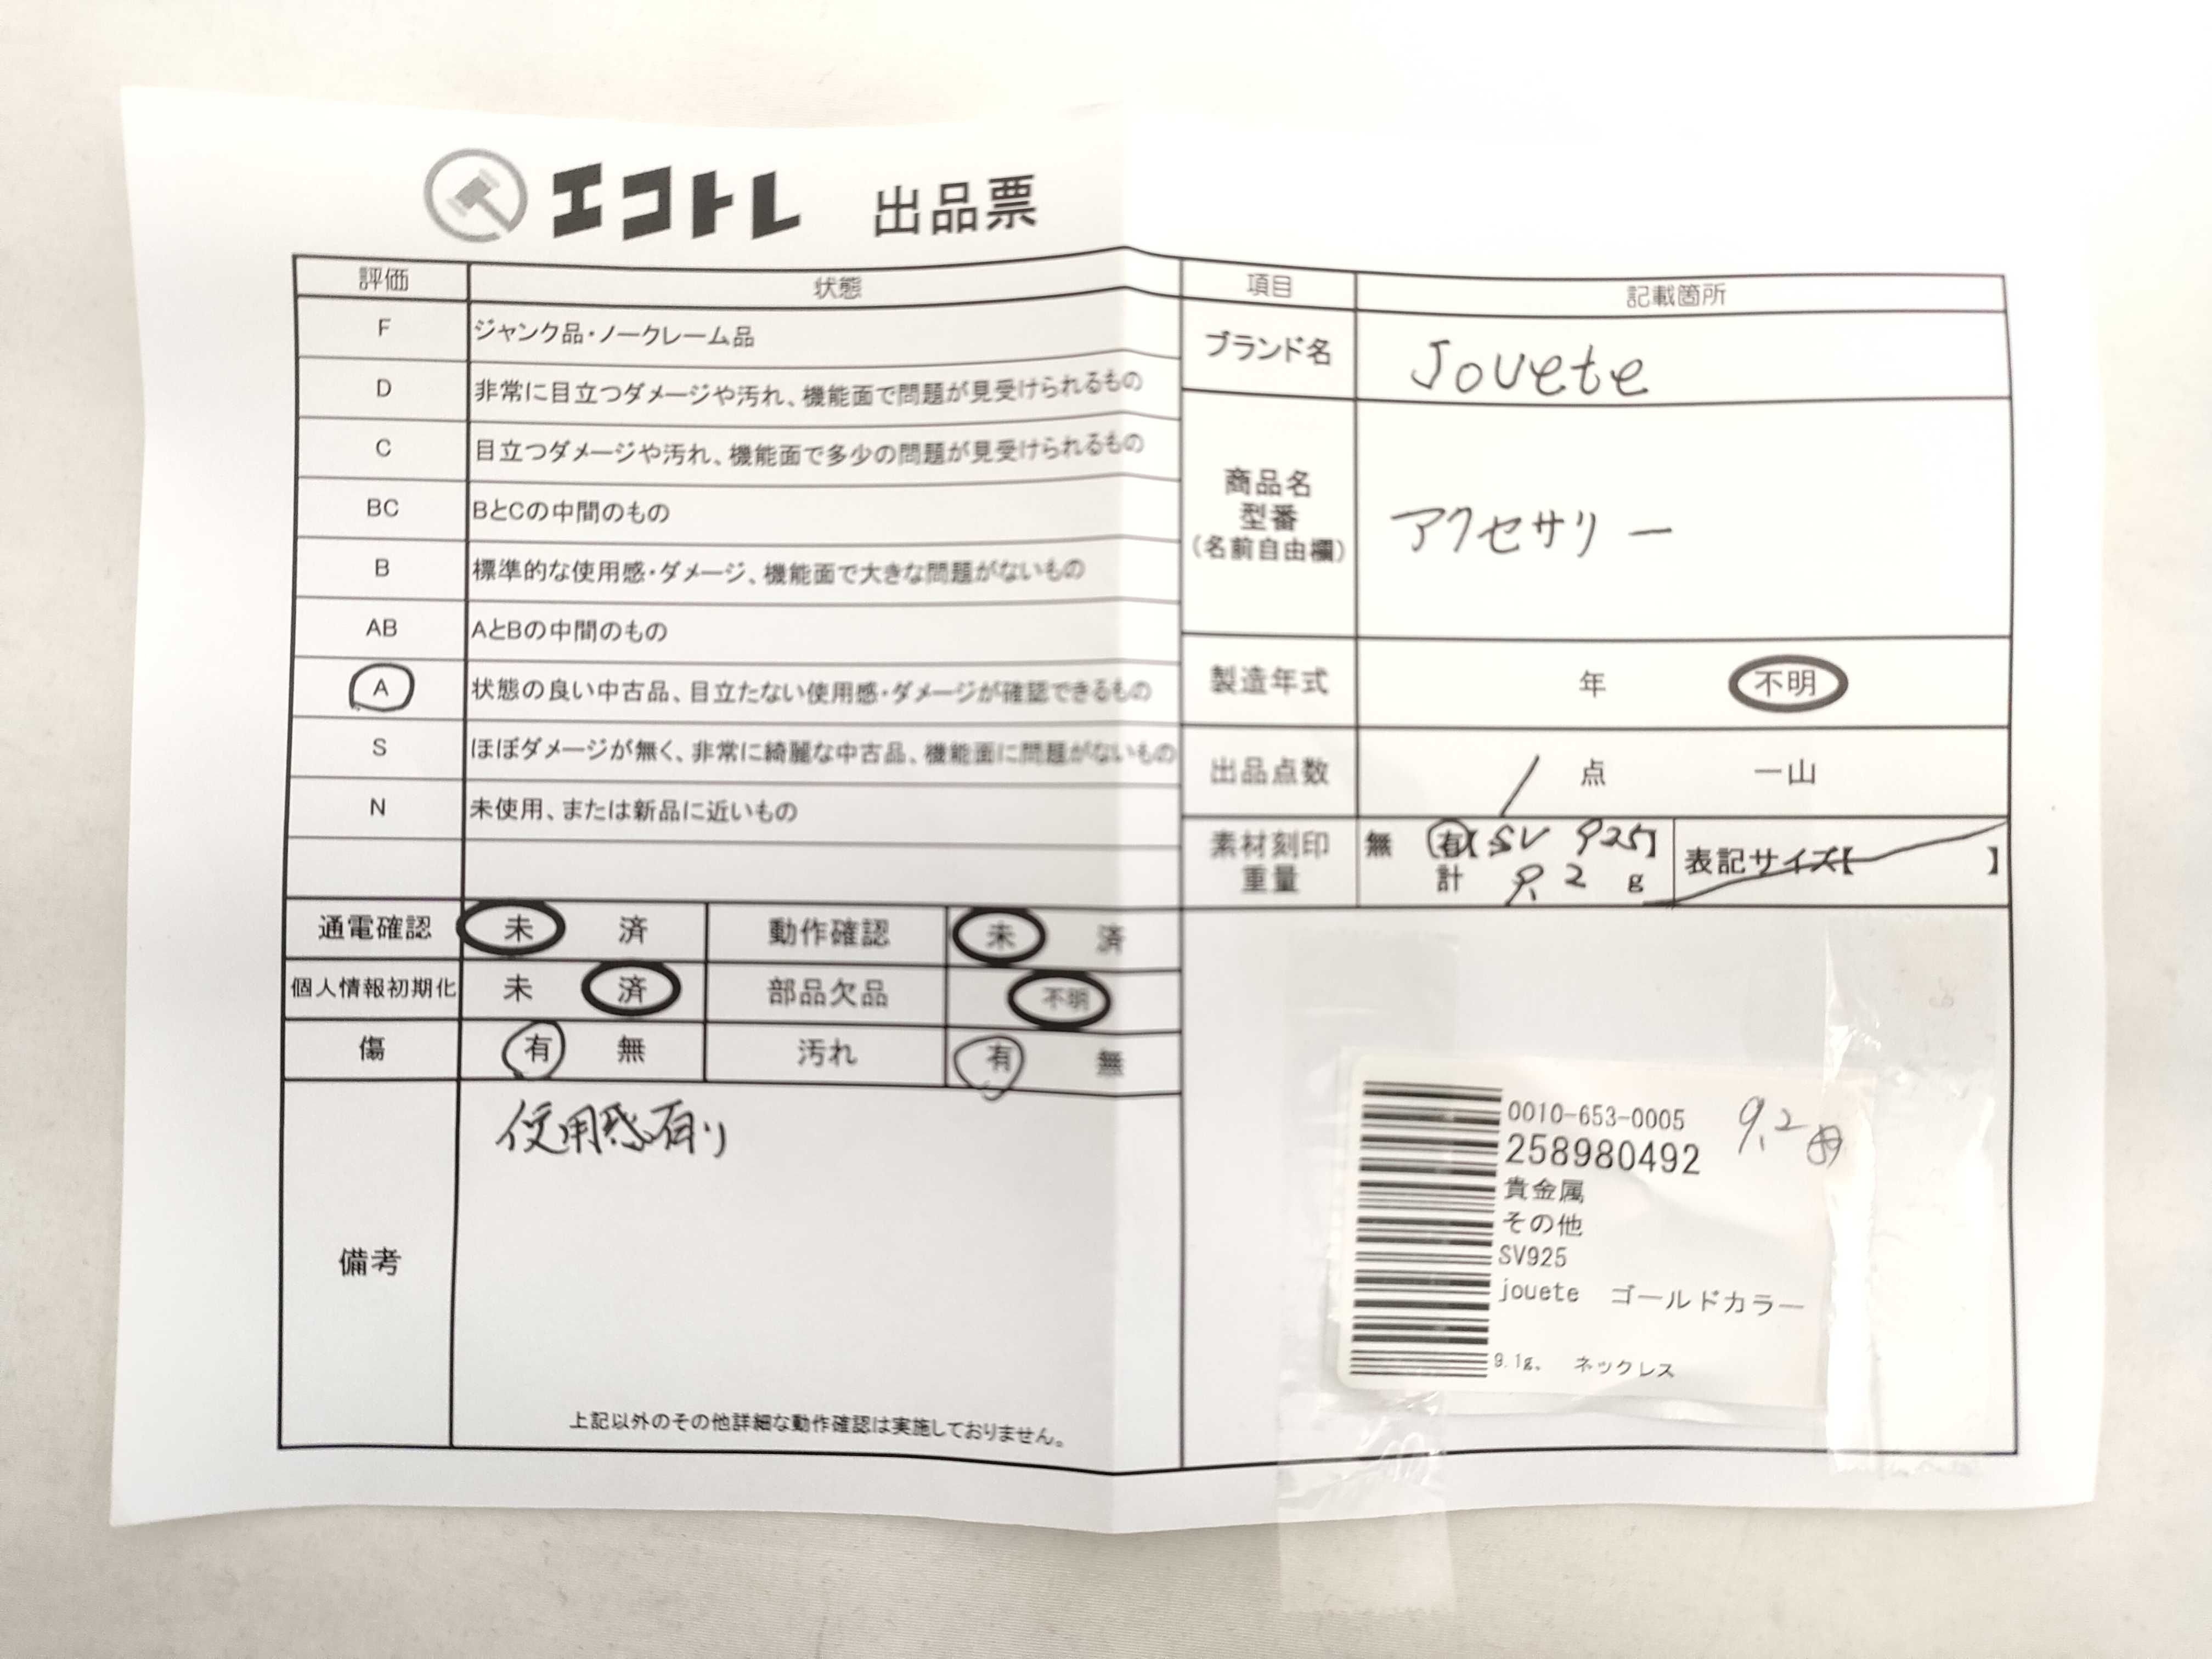 エコトレ 出品票
評価 状態
F ジャンク品・ノークレーム品
D 非常に目立つダメージや汚れ、機能面で問題が見受けられるもの
C 目立つダメージや汚れ、機能面で多少の問題が見受けられるもの
BC BとCの中間のもの
B 標準的な使用感・ダメージ、機能面で大きな問題がないもの
AB AとBの中間のもの
A 状態の良い中古品、目立たない使用感・ダメージが確認できるもの
S ほぼダメージが無く、非常に綺麗な中古品、機能面に問題がないもの
N 未使用、または新品に近いもの
通電確認 未 済 動作確認 未 済
個人情報初期化 未 済 部品欠品 不明
傷 有 無 汚れ 有 無
備考
使用感有り
上記以外のその他詳細な動作確認は実施しておりません。
項目 記載箇所
ブランド名 Jouete
商品名
型番
(名前自由欄)
アクセサリー
製造年式 年 不明
出品点数 1 点 一山
素材刻印 無 有【SV 925】
重量 計 9.2 g
表記サイズ【 】
0010-653-0005
258980492
貴金属
その他
SV925
jouete ゴールドカラー
9.1g、 ネックレス
9.2